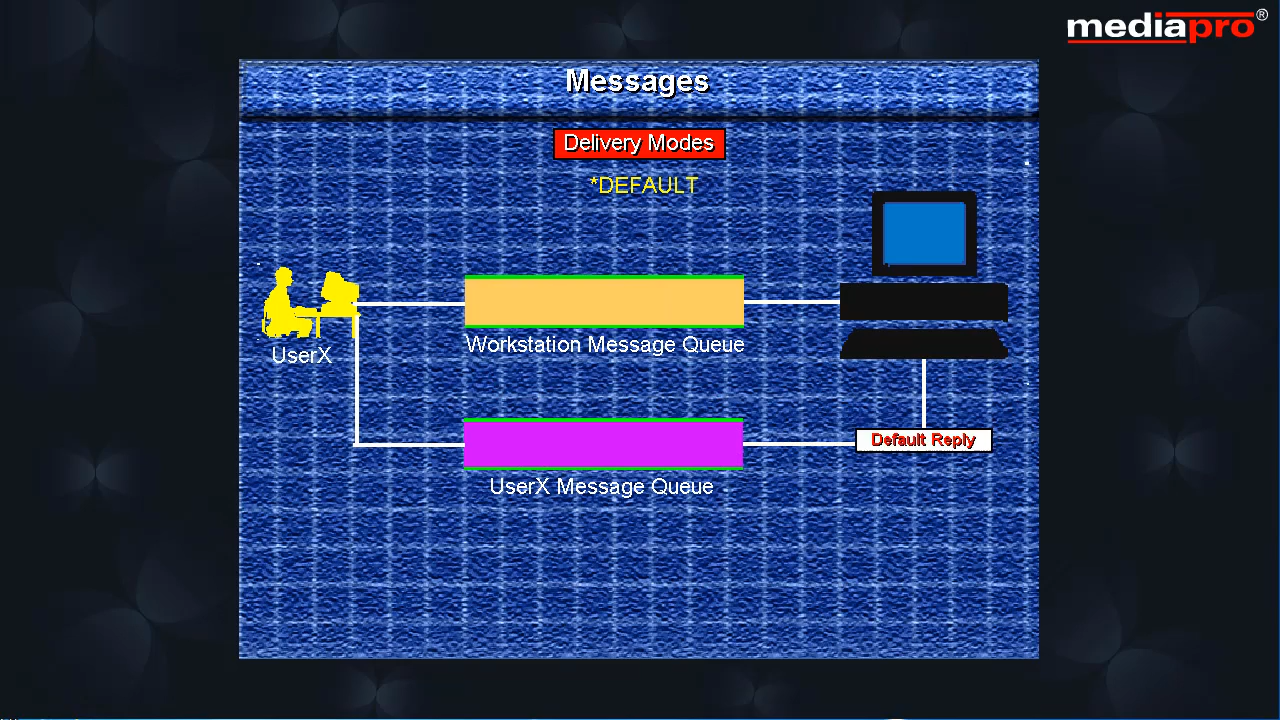 mediapro®
Messages
Delivery Modes
*DEFAULT
UserX
Workstation Message Queue
Default Reply
UserX Message Queue